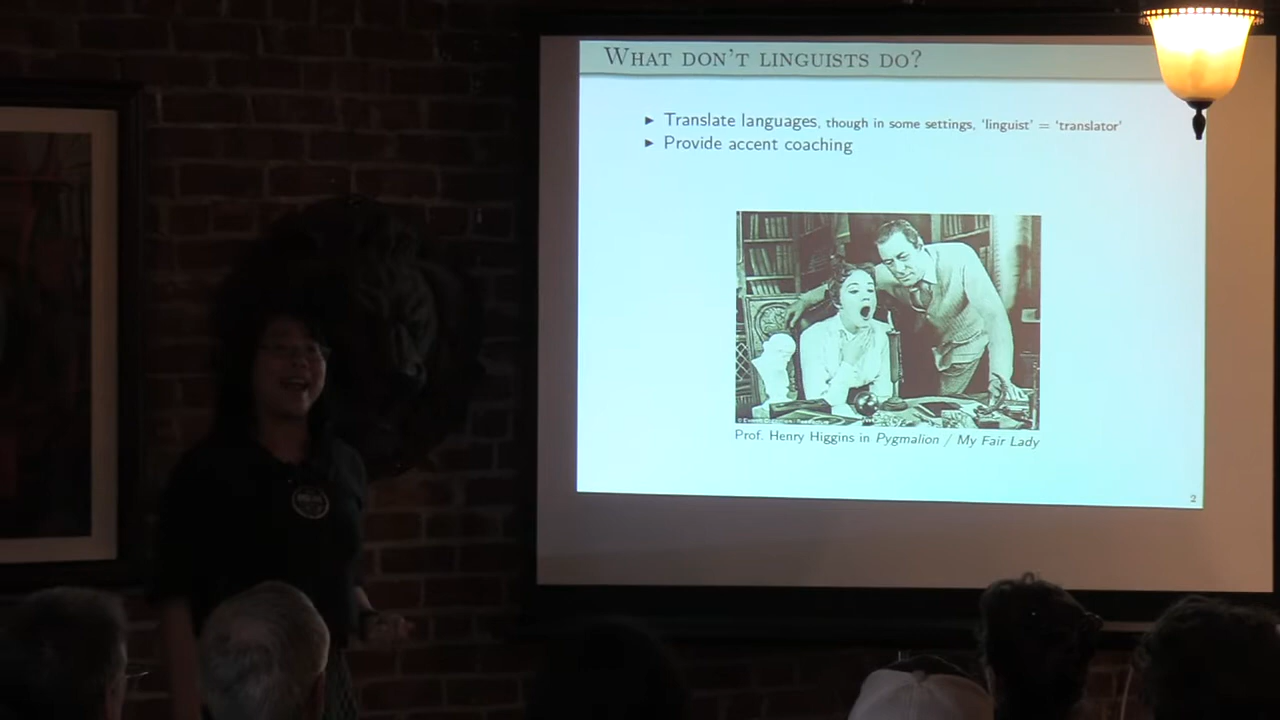 WHAT DON'T LINGUISTS DO?
▶ Translate languages, though in some settings, 'linguist' = 'translator'
▶ Provide accent coaching
Prof. Henry Higgins in Pygmalion / My Fair Lady
2